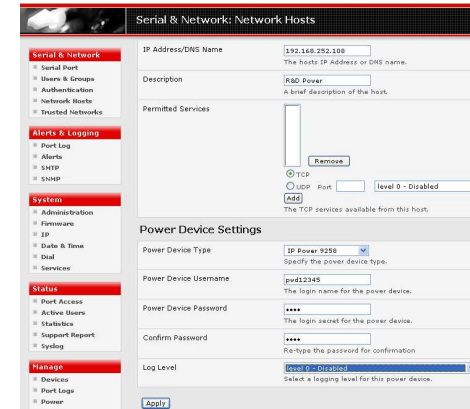 Serial & Network: Network Hosts
Serial & Network
Serial Port
Users & Groups
Authentication
Network Hosts
Trusted Networks
Alerts & Logging
Port Log
Alerts
SMTP
SNMP
System
Administration
Firmware
IP
Date & Time
Dial
Services
Status
Port Access
Active Users
Statistics
Support Report
Syslog
Manage
Devices
Port Logs
Power
IP Address/DNS Name
192.168.252.108
The hosts IP Address or DNS name.
Description
R&D Power
A brief description of the host.
Permitted Services
Remove
TCP
UDP Port level 0 - Disabled
Add
The TCP services available from this host.
Power Device Settings
Power Device Type
IP Power 9258
Specify the power device type.
Power Device Username
pwd12345
The login name for the power device.
Power Device Password
••••
The login secret for the power device.
Confirm Password
••••
Re-type the password for confirmation
Log Level
level 0 - Disabled
Select a logging level for this power device.
Apply